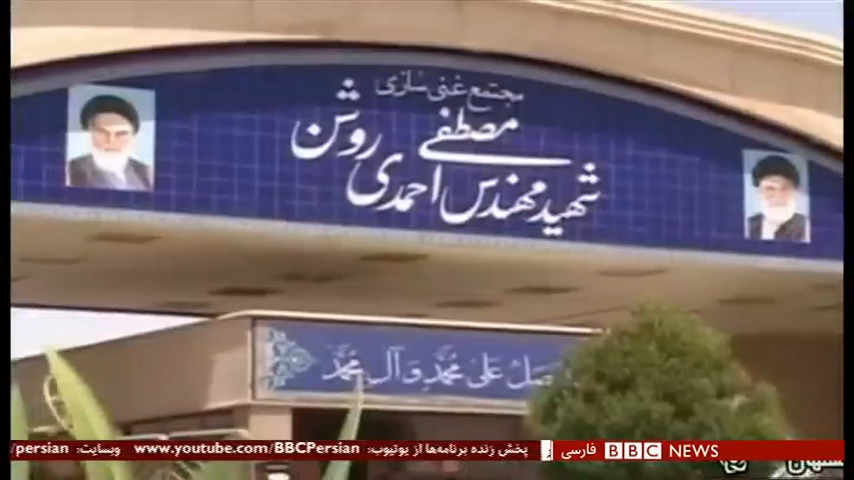 مجتمع غنی سازی
شهید مهندس مصطفی احمدی روشن
صل علی محمد و آل محمد
پخش زنده برنامه‌ها از یوتیوب: www.youtube.com/BBCPersian وبسایت: /persian
BBC NEWS فارسی